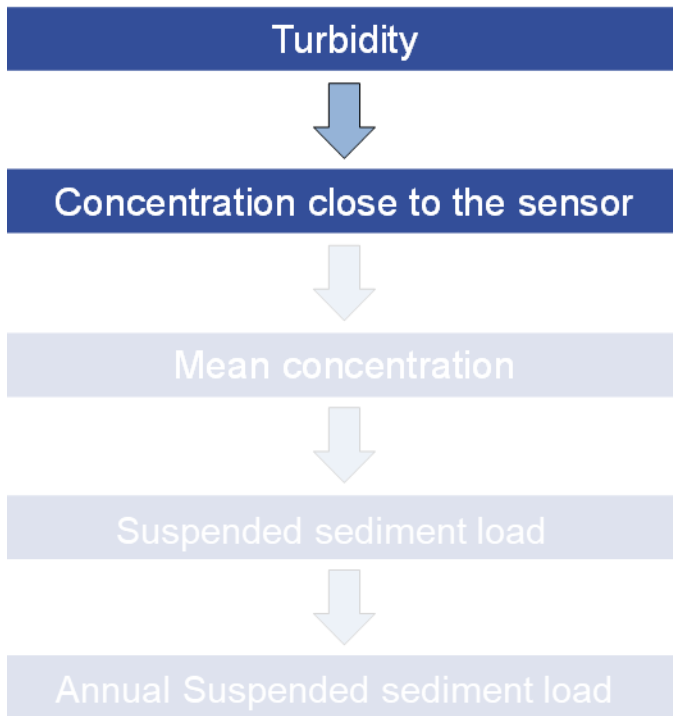 Turbidity
Concentration close to the sensor
Mean concentration
Suspended sediment load
Annual Suspended sediment load